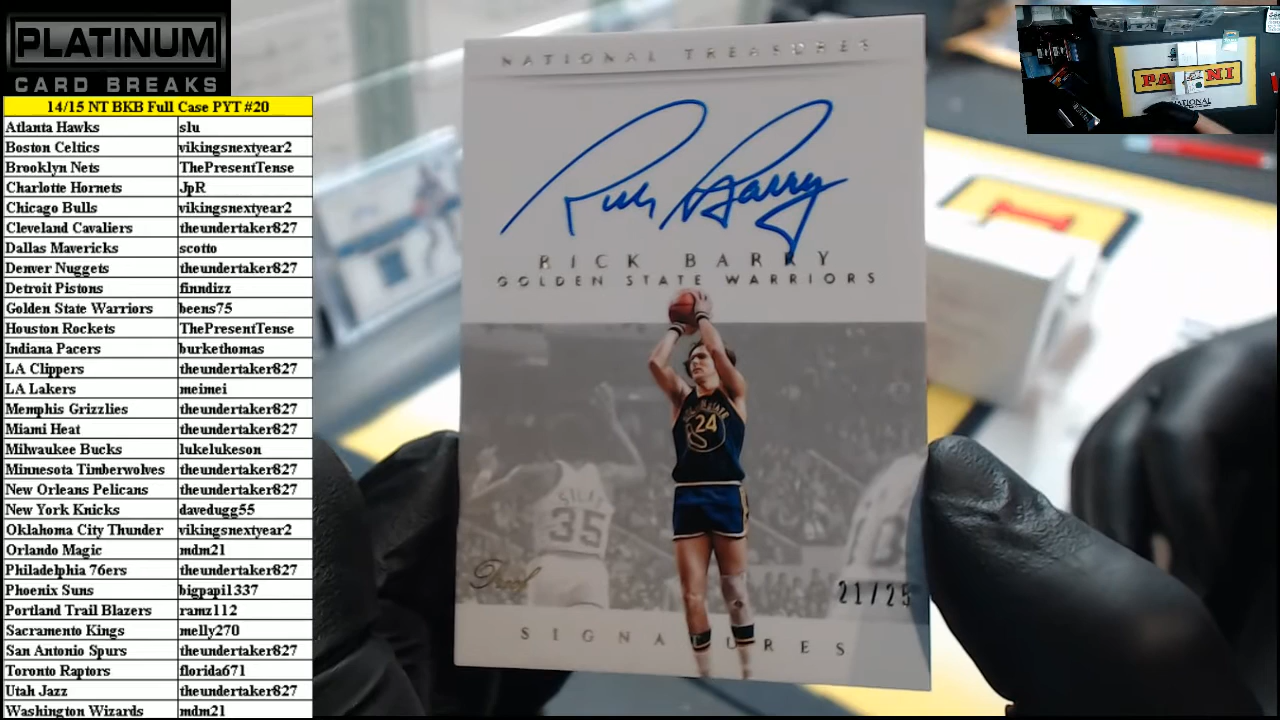 PLATINUM
CARD BREAKS
14/15 NT BKB Full Case PYT #20
Atlanta Hawks slu
Boston Celtics vikingsnextyear2
Brooklyn Nets ThePresentTense
Charlotte Hornets JpR
Chicago Bulls vikingsnextyear2
Cleveland Cavaliers theundertaker827
Dallas Mavericks scotto
Denver Nuggets theundertaker827
Detroit Pistons finndizz
Golden State Warriors beens75
Houston Rockets ThePresentTense
Indiana Pacers burkethomas
LA Clippers theundertaker827
LA Lakers meimei
Memphis Grizzlies theundertaker827
Miami Heat theundertaker827
Milwaukee Bucks lukelukeson
Minnesota Timberwolves theundertaker827
New Orleans Pelicans theundertaker827
New York Knicks davedugg55
Oklahoma City Thunder vikingsnextyear2
Orlando Magic mdm21
Philadelphia 76ers theundertaker827
Phoenix Suns bigpapi1337
Portland Trail Blazers ramz112
Sacramento Kings melly270
San Antonio Spurs theundertaker827
Toronto Raptors florida671
Utah Jazz theundertaker827
Washington Wizards mdm21
NATIONAL TREASURES
Rick Barry
RICK BARRY
GOLDEN STATE WARRIORS
24
SILAS
35
Proof
21/25
SIGNATURES
PANINI
NATIONAL